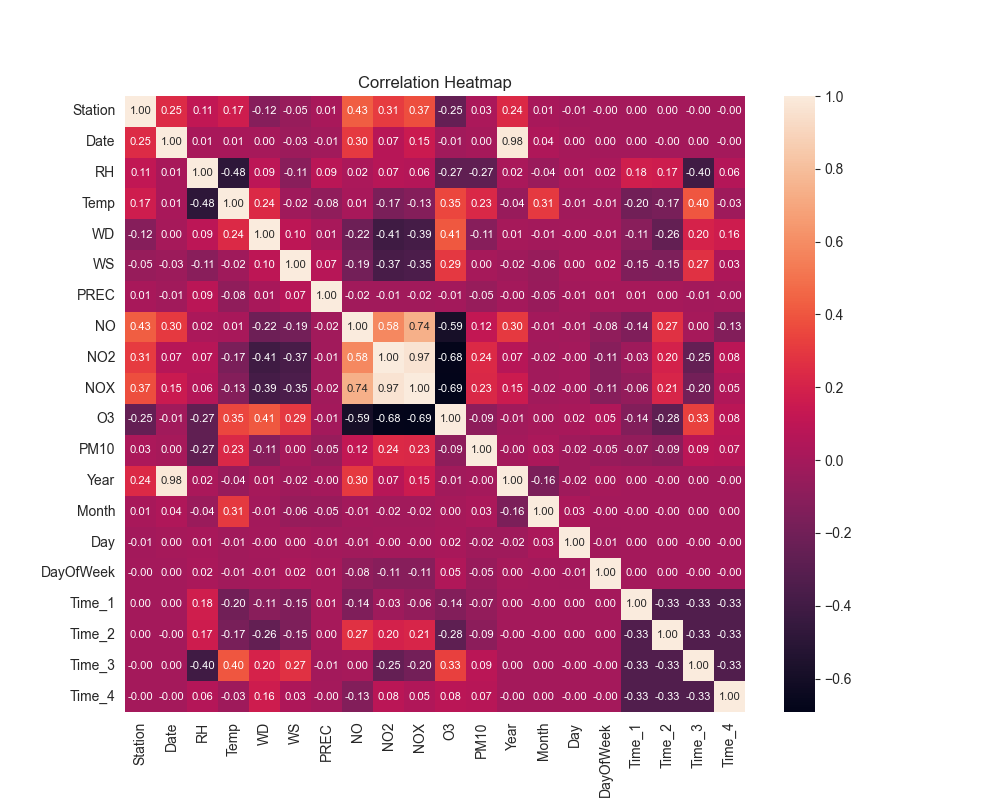 Correlation Heatmap
Station 1.00 0.25 0.11 0.17 -0.12 -0.05 0.01 0.43 0.31 0.37 -0.25 0.03 0.24 0.01 -0.01 -0.00 0.00 0.00 -0.00 -0.00
Date 0.25 1.00 0.01 0.01 0.00 -0.03 -0.01 0.30 0.07 0.15 -0.01 0.00 0.98 0.04 0.00 0.00 0.00 -0.00 0.00 -0.00
RH 0.11 0.01 1.00 -0.48 0.09 -0.11 0.09 0.02 0.07 0.06 -0.27 -0.27 0.02 -0.04 0.01 0.02 0.18 0.17 -0.40 0.06
Temp 0.17 0.01 -0.48 1.00 0.24 -0.02 -0.08 0.01 -0.17 -0.13 0.35 0.23 -0.04 0.31 -0.01 -0.01 -0.20 -0.17 0.40 -0.03
WD -0.12 0.00 0.09 0.24 1.00 0.10 0.01 -0.22 -0.41 -0.39 0.41 -0.11 0.01 -0.01 -0.00 -0.01 -0.11 -0.26 0.20 0.16
WS -0.05 -0.03 -0.11 -0.02 0.10 1.00 0.07 -0.19 -0.37 -0.35 0.29 0.00 -0.02 -0.06 0.00 0.02 -0.15 -0.15 0.27 0.03
PREC 0.01 -0.01 0.09 -0.08 0.01 0.07 1.00 -0.02 -0.01 -0.02 -0.01 -0.05 -0.00 -0.05 -0.01 0.01 0.01 0.00 -0.01 -0.00
NO 0.43 0.30 0.02 0.01 -0.22 -0.19 -0.02 1.00 0.58 0.74 -0.59 0.12 0.30 -0.01 -0.01 -0.08 -0.14 0.27 0.00 -0.13
NO2 0.31 0.07 0.07 -0.17 -0.41 -0.37 -0.01 0.58 1.00 0.97 -0.68 0.24 0.07 -0.02 -0.00 -0.11 -0.03 0.20 -0.25 0.08
NOX 0.37 0.15 0.06 -0.13 -0.39 -0.35 -0.02 0.74 0.97 1.00 -0.69 0.23 0.15 -0.02 -0.00 -0.11 -0.06 0.21 -0.20 0.05
O3 -0.25 -0.01 -0.27 0.35 0.41 0.29 -0.01 -0.59 -0.68 -0.69 1.00 -0.09 -0.01 0.00 0.02 0.05 -0.14 -0.28 0.33 0.08
PM10 0.03 0.00 -0.27 0.23 -0.11 0.00 -0.05 0.12 0.24 0.23 -0.09 1.00 -0.00 0.03 -0.02 -0.05 -0.07 -0.09 0.09 0.07
Year 0.24 0.98 0.02 -0.04 0.01 -0.02 -0.00 0.30 0.07 0.15 -0.01 -0.00 1.00 -0.16 -0.02 0.00 -0.00 -0.00 -0.00 -0.00
Month 0.01 0.04 -0.04 0.31 -0.01 -0.06 -0.05 -0.01 -0.02 -0.02 0.00 0.03 -0.16 1.00 0.03 -0.00 0.00 -0.00 0.00 0.00
Day -0.01 0.00 0.01 -0.01 -0.00 0.00 -0.01 -0.01 -0.00 -0.00 0.02 -0.02 -0.02 0.03 1.00 -0.01 0.00 -0.00 0.00 -0.00
DayOfWeek -0.00 0.00 0.02 -0.01 -0.01 0.02 0.01 -0.08 -0.11 -0.11 0.05 -0.05 0.00 -0.00 -0.01 1.00 0.00 -0.00 -0.00 -0.00
Time_1 0.00 0.00 0.18 -0.20 -0.11 -0.15 0.01 -0.14 -0.03 -0.06 -0.14 -0.07 -0.00 0.00 0.00 0.00 1.00 -0.33 -0.33 -0.33
Time_2 0.00 -0.00 0.17 -0.17 -0.26 -0.15 0.00 0.27 0.20 0.21 -0.28 -0.09 -0.00 -0.00 -0.00 -0.00 -0.33 1.00 -0.33 -0.33
Time_3 -0.00 0.00 -0.40 0.40 0.20 0.27 -0.01 0.00 -0.25 -0.20 0.33 0.09 -0.00 0.00 0.00 -0.00 -0.33 -0.33 1.00 -0.33
Time_4 -0.00 -0.00 0.06 -0.03 0.16 0.03 -0.00 -0.13 0.08 0.05 0.08 0.07 -0.00 0.00 -0.00 -0.00 -0.33 -0.33 -0.33 1.00
Station Date RH Temp WD WS PREC NO NO2 NOX O3 PM10 Year Month Day DayOfWeek Time_1 Time_2 Time_3 Time_4
1.0
0.8
0.6
0.4
0.2
0.0
−0.2
−0.4
−0.6